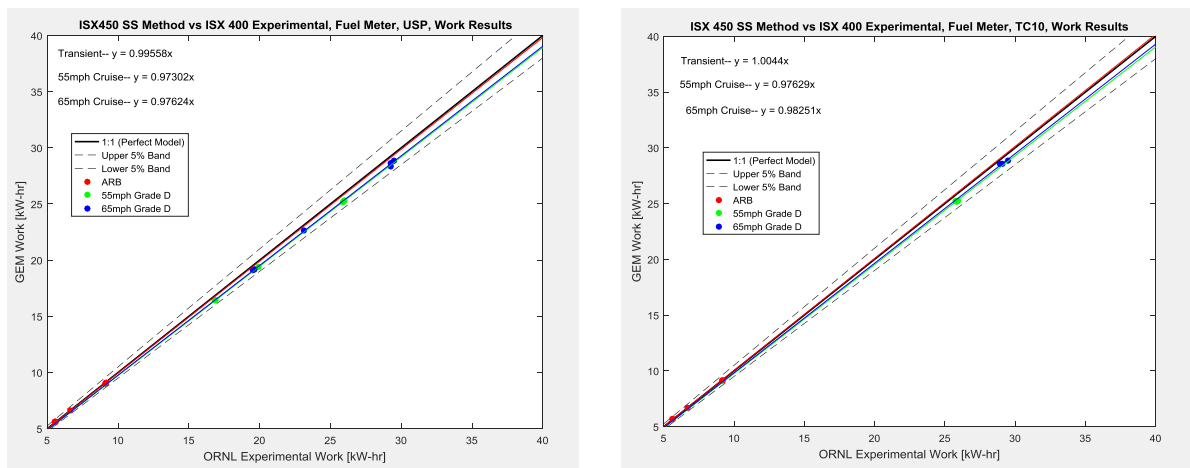 ISX450 SS Method vs ISX 400 Experimental, Fuel Meter, USP, Work Results
40
35
30
25
20
15
10
5
GEM Work [kW-hr]
Transient-- y = 0.99558x
55mph Cruise-- y = 0.97302x
65mph Cruise-- y = 0.97624x
1:1 (Perfect Model)
Upper 5% Band
Lower 5% Band
ARB
55mph Grade D
65mph Grade D
5 10 15 20 25 30 35 40
ORNL Experimental Work [kW-hr]
ISX 450 SS Method vs ISX 400 Experimental, Fuel Meter, TC10, Work Results
40
35
30
25
20
15
10
5
GEM Work [kW-hr]
Transient-- y = 1.0044x
55mph Cruise-- y = 0.97629x
65mph Cruise-- y = 0.98251x
1:1 (Perfect Model)
Upper 5% Band
Lower 5% Band
ARB
55mph Grade D
65mph Grade D
5 10 15 20 25 30 35 40
ORNL Experimental Work [kW-hr]